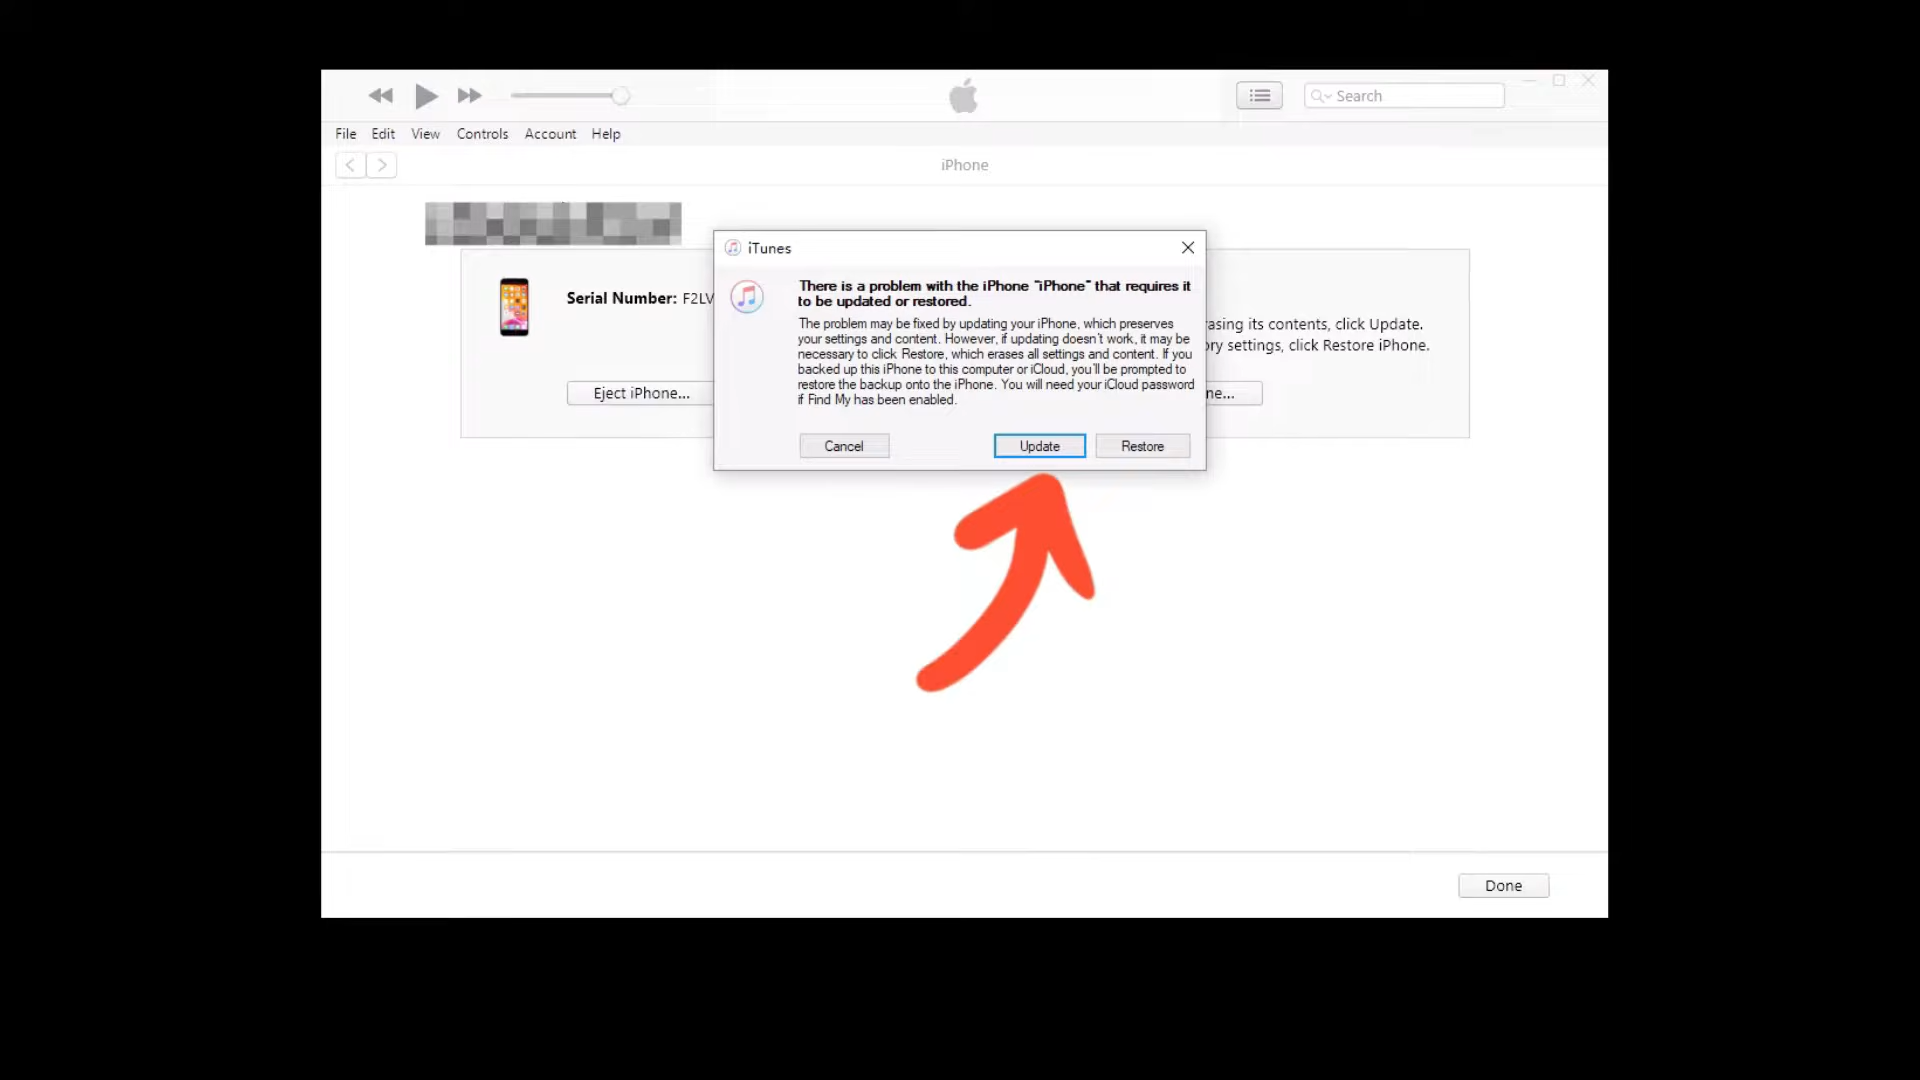 Search
File Edit View Controls Account Help
iPhone
iTunes
There is a problem with the iPhone "iPhone" that requires it
to be updated or restored.
The problem may be fixed by updating your iPhone, which preserves
your settings and content. However, if updating doesn't work, it may be
necessary to click Restore, which erases all settings and content. If you
backed up this iPhone to this computer or iCloud, you'll be prompted to
restore the backup onto the iPhone. You will need your iCloud password
if Find My has been enabled.
Cancel Update Restore
Serial Number: F2LV
asing its contents, click Update.
ory settings, click Restore iPhone.
Eject iPhone...
ne...
Done